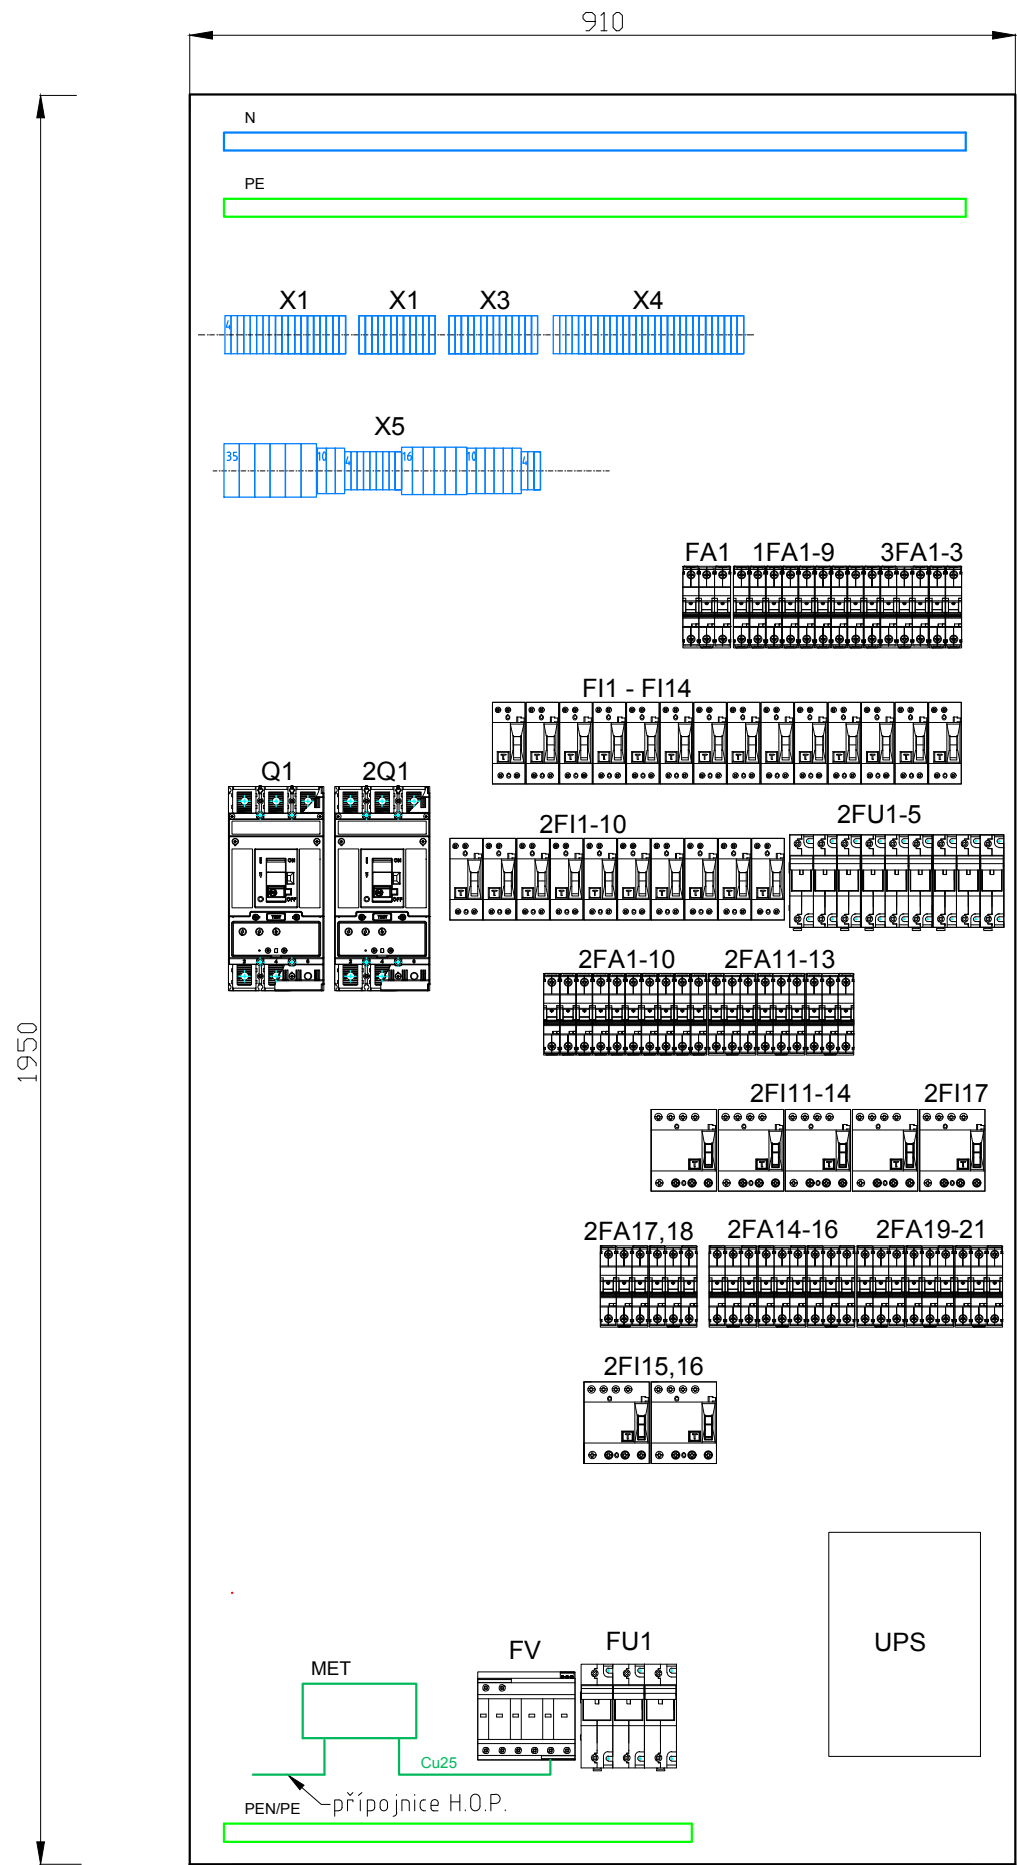 910
N
PE
X1 X1 X3 X4
4
X5
35 10 4 16 10 4
FA1 1FA1-9 3FA1-3
FI1 - FI14
Q1 2Q1
2FI1-10 2FU1-5
2FA1-10 2FA11-13
1950
2FI11-14 2FI17
2FA17,18 2FA14-16 2FA19-21
2FI15,16
UPS
FV FU1
MET
Cu25
PEN/PE
přípojnice H.O.P.